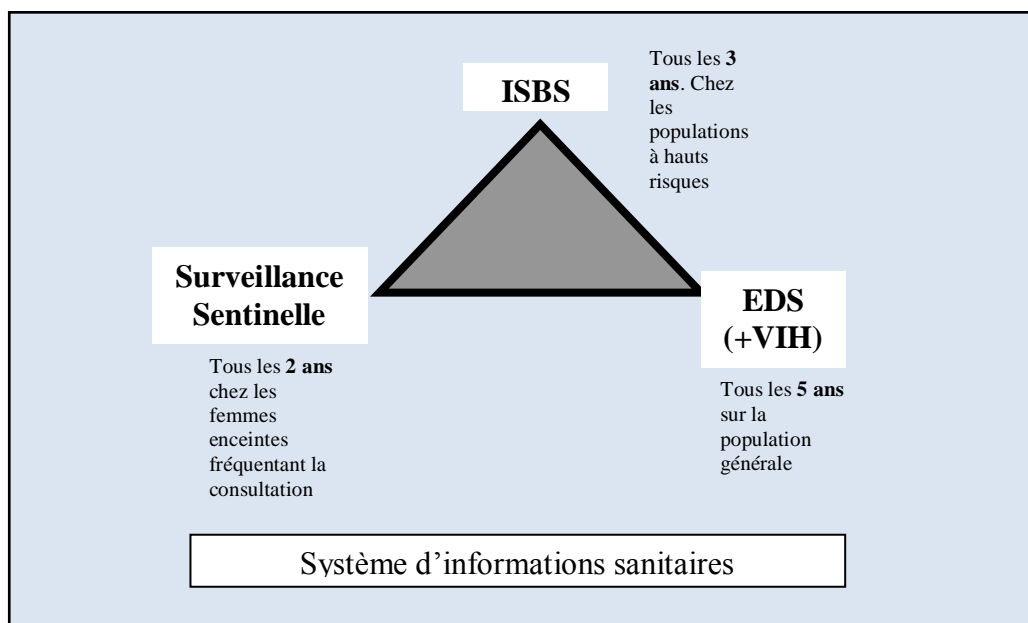 ISBS
Tous les 3
ans. Chez
les
populations
à hauts
risques
Surveillance
Sentinelle
Tous les 2 ans
chez les
femmes
enceintes
fréquentant la
consultation
EDS
(+VIH)
Tous les 5 ans
sur la
population
générale
Système d'informations sanitaires